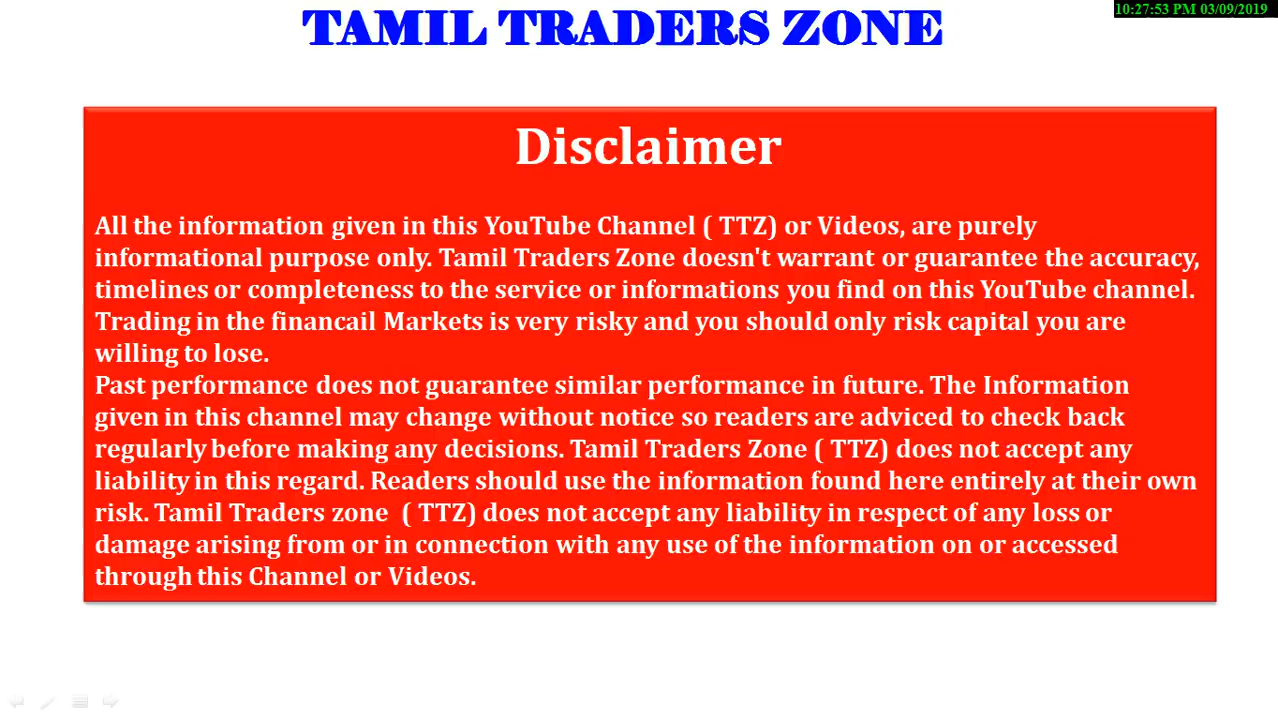 TAMIL TRADERS ZONE
10:27:53 PM 03/09/2019
Disclaimer
All the information given in this YouTube Channel ( TTZ) or Videos, are purely
informational purpose only. Tamil Traders Zone doesn't warrant or guarantee the accuracy,
timelines or completeness to the service or informations you find on this YouTube channel.
Trading in the financail Markets is very risky and you should only risk capital you are
willing to lose.
Past performance does not guarantee similar performance in future. The Information
given in this channel may change without notice so readers are adviced to check back
regularly before making any decisions. Tamil Traders Zone ( TTZ) does not accept any
liability in this regard. Readers should use the information found here entirely at their own
risk. Tamil Traders zone  ( TTZ) does not accept any liability in respect of any loss or
damage arising from or in connection with any use of the information on or accessed
through this Channel or Videos.